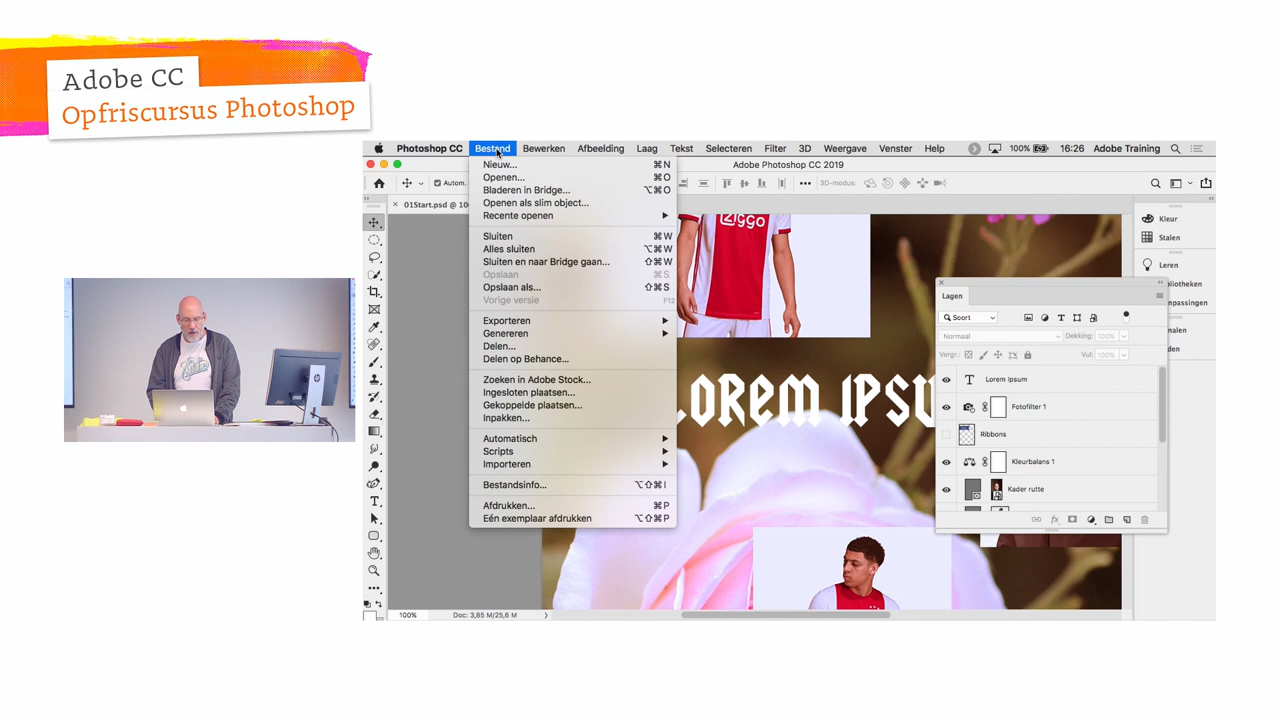 Adobe CC
Opfriscursus Photoshop
Photoshop CC Bestand Bewerken Afbeelding Laag Tekst Selecteren Filter 3D Weergave Venster Help 100% 16:26 Adobe Training
Adobe Photoshop CC 2019
Autom. 3D-modus:
015tart.psd @ 10
Nieuw... ⌘N
Openen... ⌘O
Bladeren in Bridge... ⌥⌘O
Openen als slim object...
Recente openen
Sluiten ⌘W
Alles sluiten ⌥⌘W
Sluiten en naar Bridge gaan... ⇧⌘W
Opslaan ⌘S
Opslaan als... ⇧⌘S
Vorige versie F12
Exporteren
Genereren
Delen...
Delen op Behance...
Zoeken in Adobe Stock...
Ingesloten plaatsen...
Gekoppelde plaatsen...
Inpakken...
Automatisch
Scripts
Importeren
Bestandsinfo... ⌥⇧⌘I
Afdrukken... ⌘P
Eén exemplaar afdrukken ⌥⇧⌘P
ziggo
Lorem Ipsu
Kleur
Stalen
Leren
bliotheken
npassingen
nalen
den
Lagen
Soort
Normaal Dekking: 100%
Vergr.: Vul: 100%
Lorem Ipsum
Fotofilter 1
Ribbons
Kleurbalans 1
Kader rutte
100% Doc: 3,85 M/25,6 M